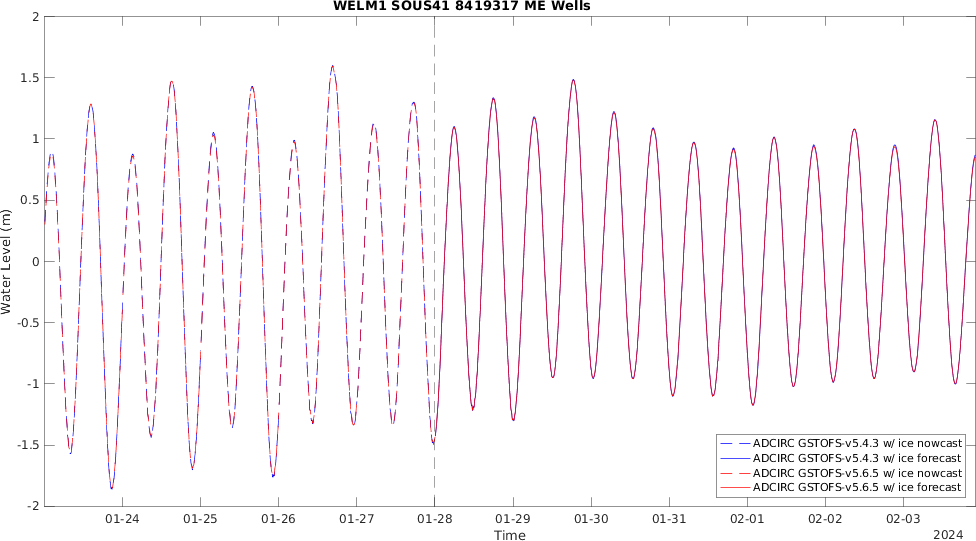 WELM1 SOUS41 8419317 ME Wells
2
1.5
1
0.5
0
-0.5
-1
-1.5
-2
Water Level (m)
ADCIRC GSTOFS-v5.4.3 w/ ice nowcast
ADCIRC GSTOFS-v5.4.3 w/ ice forecast
ADCIRC GSTOFS-v5.6.5 w/ ice nowcast
ADCIRC GSTOFS-v5.6.5 w/ ice forecast
01-24 01-25 01-26 01-27 01-28 01-29 01-30 01-31 02-01 02-02 02-03
Time
2024